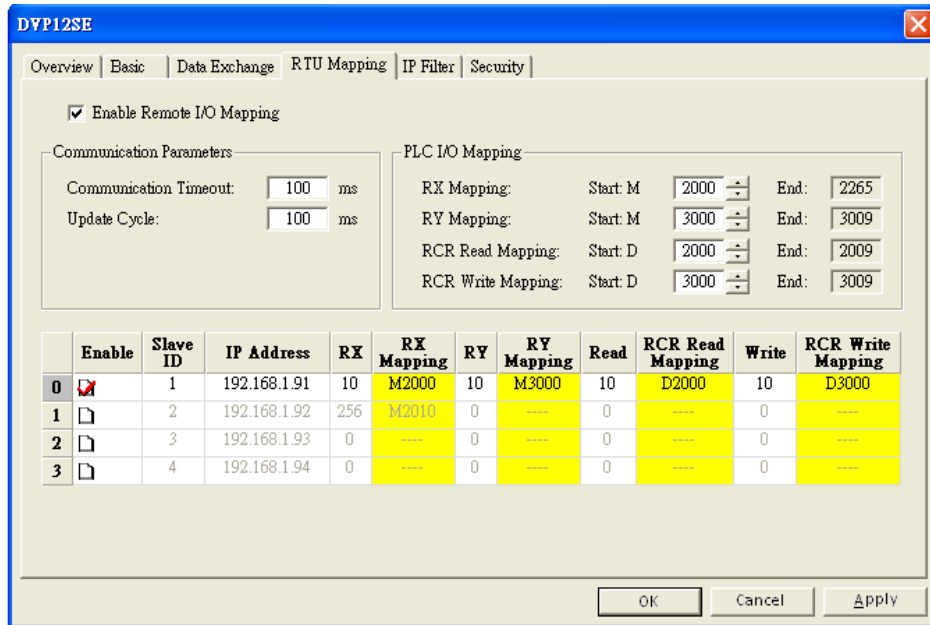 DVP12SE
Overview Basic Data Exchange RTU Mapping IP Filter Security
Enable Remote I/O Mapping
Communication Parameters
Communication Timeout: 100 ms
Update Cycle: 100 ms
PLC I/O Mapping
RX Mapping: Start: M 2000 End: 2265
RY Mapping: Start: M 3000 End: 3009
RCR Read Mapping: Start: D 2000 End: 2009
RCR Write Mapping: Start: D 3000 End: 3009
Enable Slave ID IP Address RX RX Mapping RY RY Mapping Read RCR Read Mapping Write RCR Write Mapping
0 1 192.168.1.91 10 M2000 10 M3000 10 D2000 10 D3000
1 2 192.168.1.92 256 M2010 0 ---- 0 ---- 0 ----
2 3 192.168.1.93 0 ---- 0 ---- 0 ---- 0 ----
3 4 192.168.1.94 0 ---- 0 ---- 0 ---- 0 ----
OK Cancel Apply